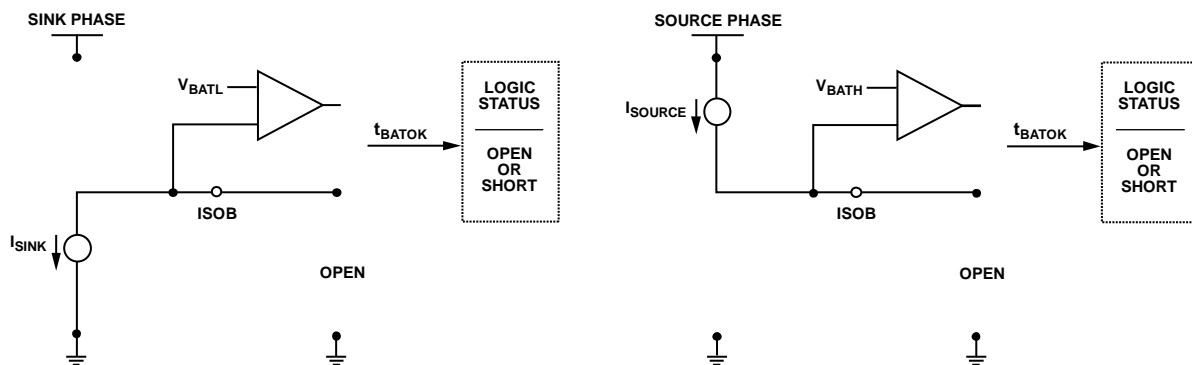 SINK PHASE
V_BATL
LOGIC
STATUS
t_BATOK
OPEN
OR
SHORT
ISOB
I_SINK
OPEN
SOURCE PHASE
I_SOURCE
V_BATH
LOGIC
STATUS
t_BATOK
OPEN
OR
SHORT
ISOB
OPEN